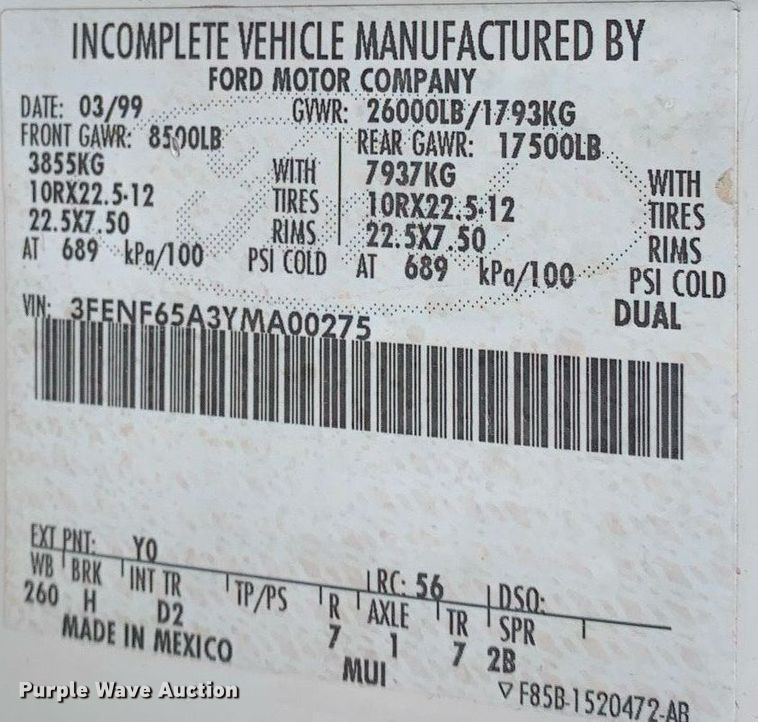 INCOMPLETE VEHICLE MANUFACTURED BY
FORD MOTOR COMPANY
DATE: 03/99 GVWR: 26000LB/1793KG
FRONT GAWR: 8500LB REAR GAWR: 17500LB
3855KG WITH 7937KG WITH
10RX22.5-12 TIRES 10RX22.5-12 TIRES
22.5X7.50 RIMS 22.5X7.50 RIMS
AT 689 kPa/100 PSI COLD AT 689 kPa/100 PSI COLD
DUAL
VIN: 3FENF65A3YMA00275
EXT PNT: YO RC: 56 DSO:
WB BRK INT TR TP/PS R AXLE TR SPR
260 H D2 7 1 7 2B
MADE IN MEXICO MUI ▽ F85B-1520472-AB
Purple Wave Auction